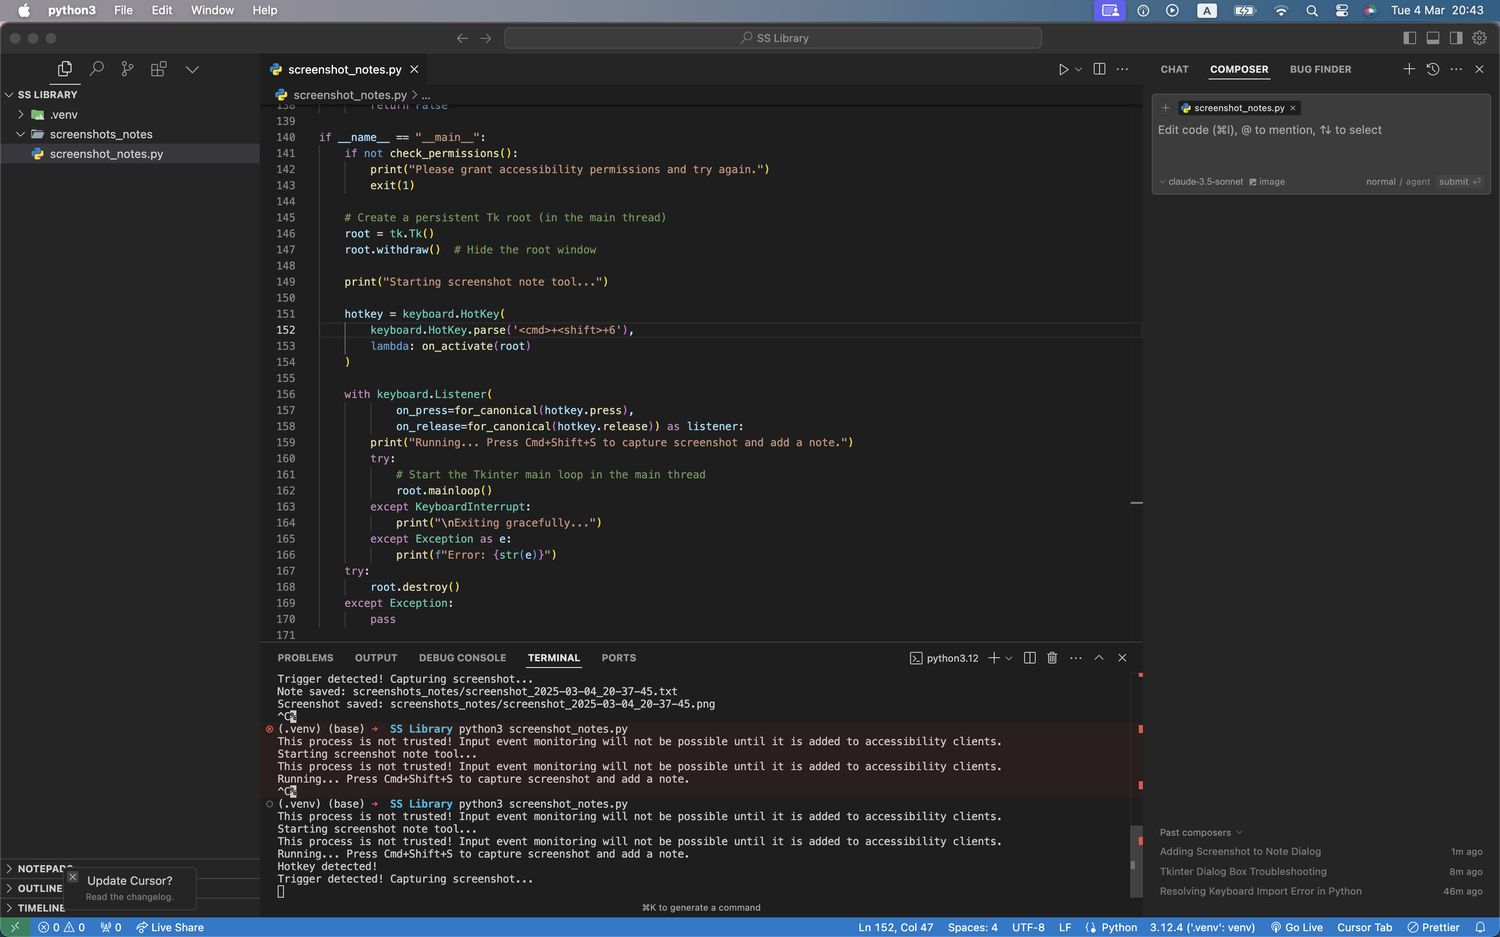 python3 File Edit Window Help
A
Tue 4 Mar 20:43
SS Library
screenshot_notes.py
CHAT COMPOSER BUG FINDER
SS LIBRARY
.venv
screenshots_notes
screenshot_notes.py
screenshot_notes.py > ...
138 return False
139
140 if __name__ == "__main__":
141 if not check_permissions():
142 print("Please grant accessibility permissions and try again.")
143 exit(1)
144
145 # Create a persistent Tk root (in the main thread)
146 root = tk.Tk()
147 root.withdraw() # Hide the root window
148
149 print("Starting screenshot note tool...")
150
151 hotkey = keyboard.HotKey(
152 keyboard.HotKey.parse('<cmd>+<shift>+6'),
153 lambda: on_activate(root)
154 )
155
156 with keyboard.Listener(
157 on_press=for_canonical(hotkey.press),
158 on_release=for_canonical(hotkey.release)) as listener:
159 print("Running... Press Cmd+Shift+S to capture screenshot and add a note.")
160 try:
161 # Start the Tkinter main loop in the main thread
162 root.mainloop()
163 except KeyboardInterrupt:
164 print("\nExiting gracefully...")
165 except Exception as e:
166 print(f"Error: {str(e)}")
167 try:
168 root.destroy()
169 except Exception:
170 pass
171
screenshot_notes.py
Edit code (⌘I), @ to mention, ⇅ to select
claude-3.5-sonnet image normal / agent submit
PROBLEMS OUTPUT DEBUG CONSOLE TERMINAL PORTS
python3.12
Trigger detected! Capturing screenshot...
Note saved: screenshots_notes/screenshot_2025-03-04_20-37-45.txt
Screenshot saved: screenshots_notes/screenshot_2025-03-04_20-37-45.png
^C%
(.venv) (base) → SS Library python3 screenshot_notes.py
This process is not trusted! Input event monitoring will not be possible until it is added to accessibility clients.
Starting screenshot note tool...
This process is not trusted! Input event monitoring will not be possible until it is added to accessibility clients.
Running... Press Cmd+Shift+S to capture screenshot and add a note.
^C%
(.venv) (base) → SS Library python3 screenshot_notes.py
This process is not trusted! Input event monitoring will not be possible until it is added to accessibility clients.
Starting screenshot note tool...
This process is not trusted! Input event monitoring will not be possible until it is added to accessibility clients.
Running... Press Cmd+Shift+S to capture screenshot and add a note.
Hotkey detected!
Trigger detected! Capturing screenshot...
⌘K to generate a command
Past composers
Adding Screenshot to Note Dialog 1m ago
Tkinter Dialog Box Troubleshooting 8m ago
Resolving Keyboard Import Error in Python 46m ago
NOTEPADS
OUTLINE
TIMELINE
Update Cursor?
Read the changelog.
0 0 0 Live Share
Ln 152, Col 47 Spaces: 4 UTF-8 LF Python 3.12.4 ('.venv': venv) Go Live Cursor Tab Prettier